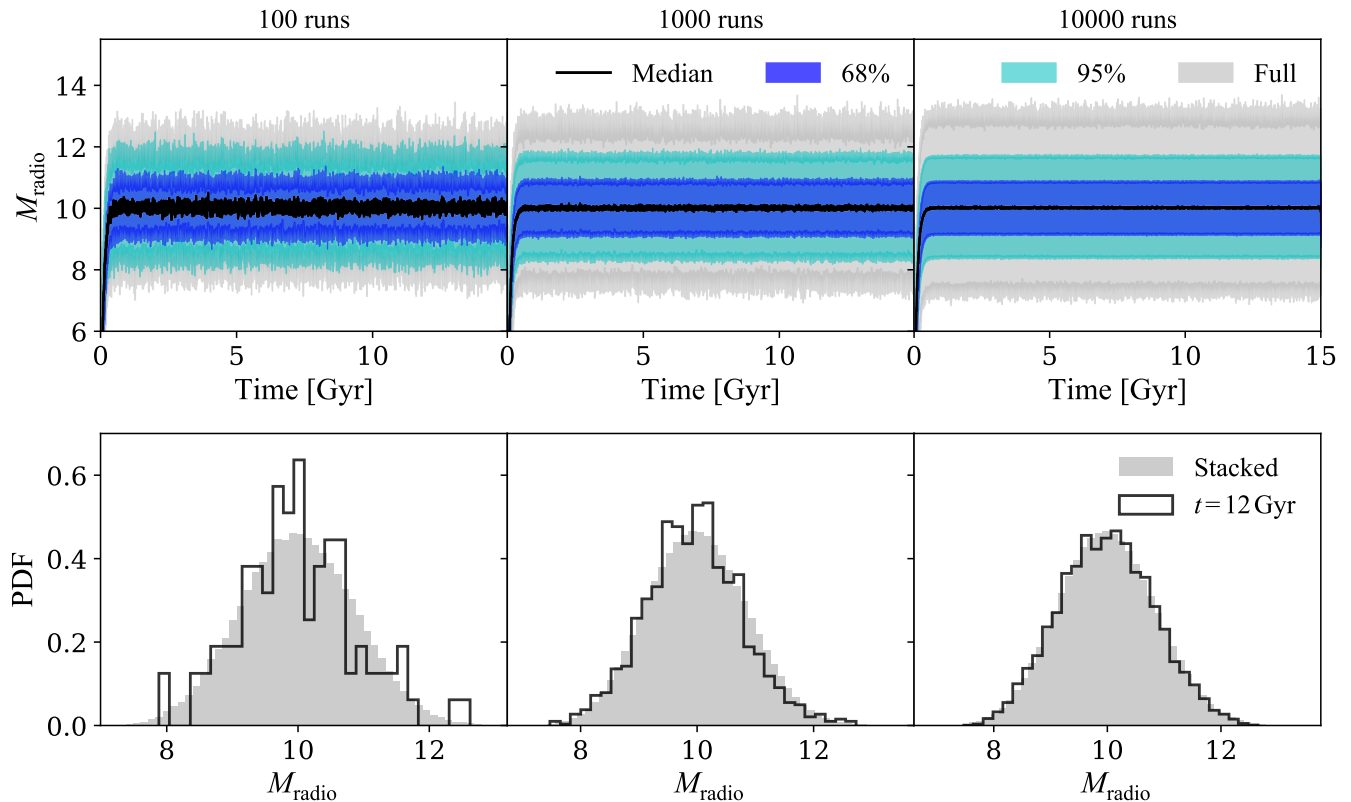 100 runs
1000 runs
10000 runs
Median
68%
95%
Full
M_radio
14
12
10
8
6
0
5
10
0
5
10
0
5
10
15
Time [Gyr]
Time [Gyr]
Time [Gyr]
PDF
0.6
0.4
0.2
0.0
Stacked
t = 12 Gyr
8
10
12
8
10
12
8
10
12
M_radio
M_radio
M_radio